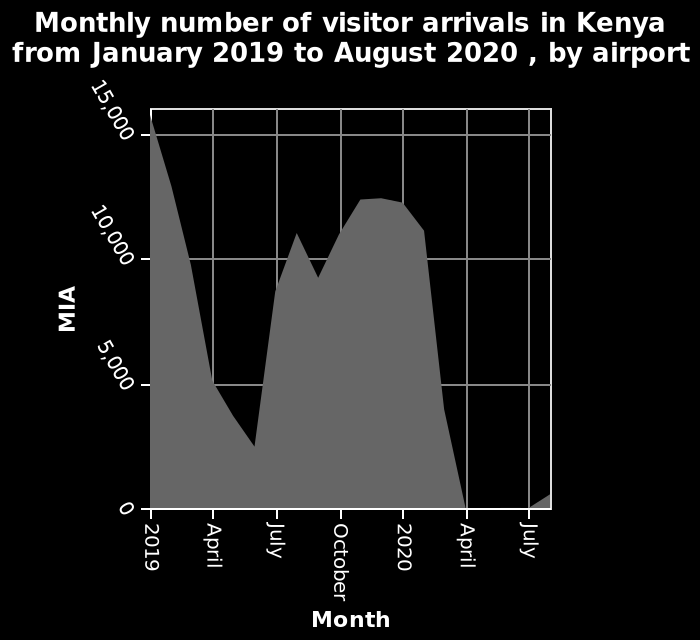 Monthly number of visitor arrivals in Kenya
from January 2019 to August 2020 , by airport
15,000
10,000
5,000
0
MIA
2019
April
July
October
2020
April
July
Month